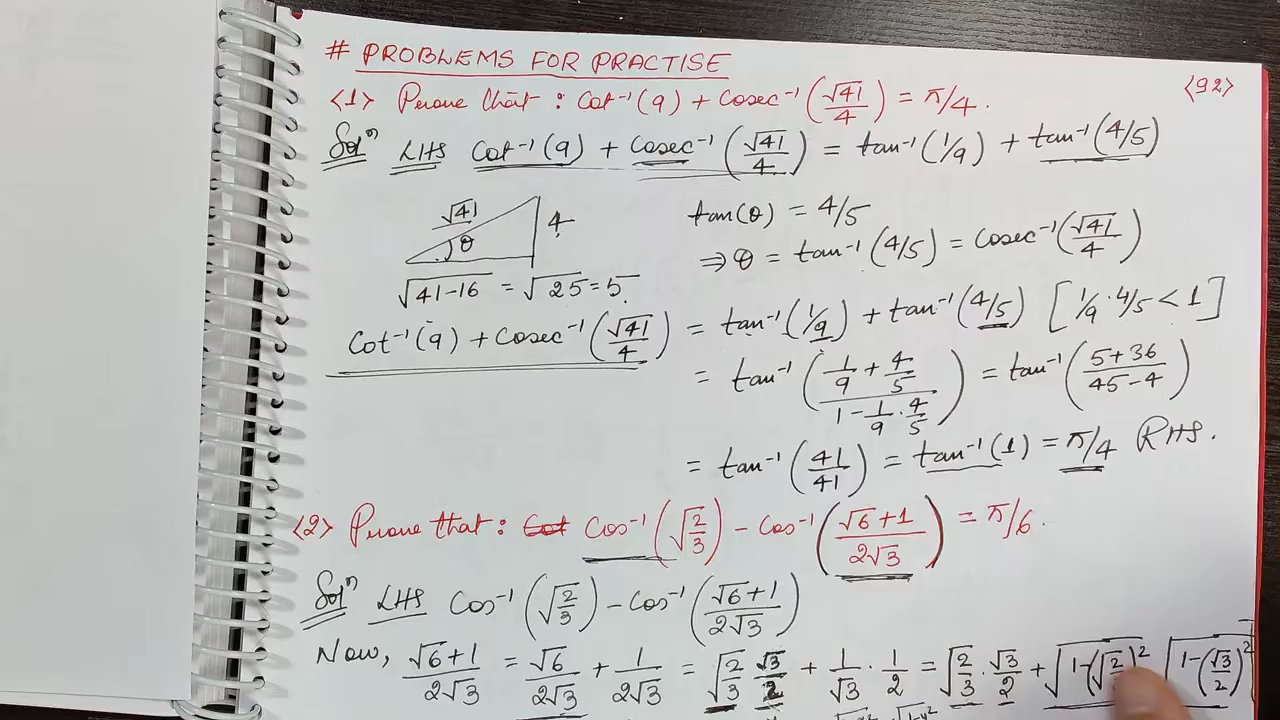 # PROBLEMS FOR PRACTISE
<92>
<1> Prove that : Cot⁻¹(9) + Cosec⁻¹(√41/4) = π/4.
Solⁿ LHS Cot⁻¹(9) + Cosec⁻¹(√41/4) = tan⁻¹(1/9) + tan⁻¹(4/5)
√41 4 θ
√41-16 = √25 = 5.
tan(θ) = 4/5
⇒ θ = tan⁻¹(4/5) = Cosec⁻¹(√41/4)
Cot⁻¹(9) + Cosec⁻¹(√41/4) = tan⁻¹(1/9) + tan⁻¹(4/5) [1/9 · 4/5 < 1]
= tan⁻¹((1/9 + 4/5)/(1 - 1/9 · 4/5)) = tan⁻¹((5+36)/(45-4))
= tan⁻¹(41/41) = tan⁻¹(1) = π/4 RHS.
<2> Prove that : Cot Cos⁻¹(√(2/3)) - Cos⁻¹((√6+1)/(2√3)) = π/6.
Solⁿ LHS Cos⁻¹(√(2/3)) - Cos⁻¹((√6+1)/(2√3))
Now, (√6+1)/(2√3) = √6/(2√3) + 1/(2√3) = √(2/3) √3/2 + 1/√3 · 1/2 = √(2/3) · √3/2 + √(1-(√(2/3))²) √(1-(√3/2)²)